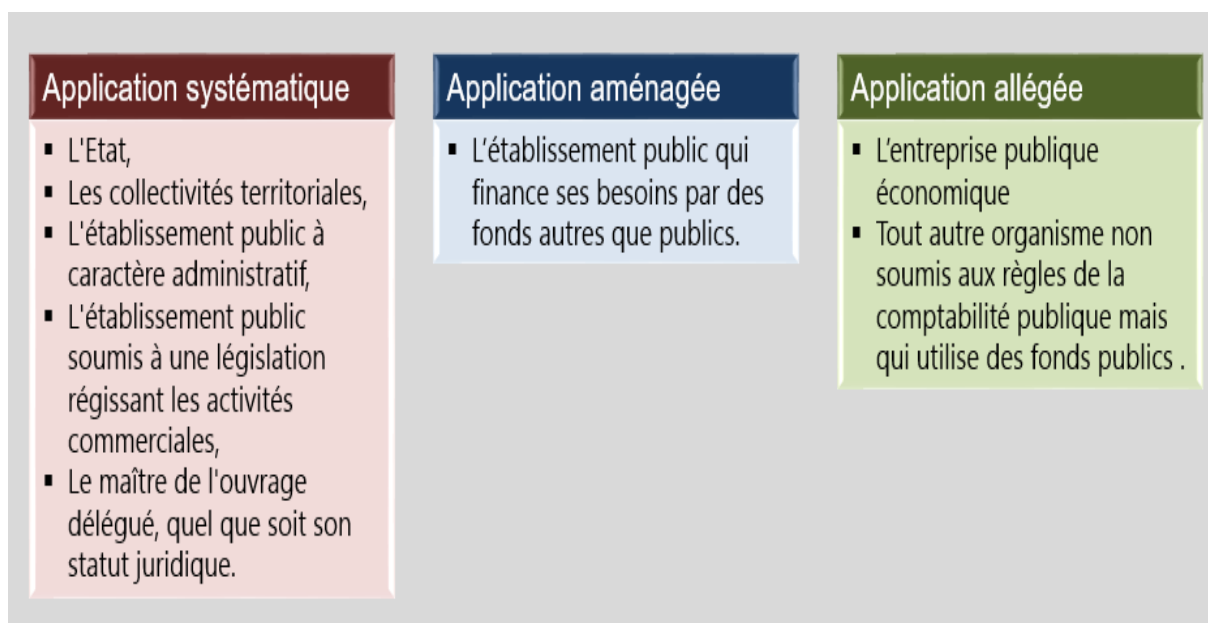 Application systématique
▪ L'Etat,
▪ Les collectivités territoriales,
▪ L'établissement public à
caractère administratif,
▪ L'établissement public
soumis à une législation
régissant les activités
commerciales,
▪ Le maître de l'ouvrage
délégué, quel que soit son
statut juridique.
Application aménagée
▪ L’établissement public qui
finance ses besoins par des
fonds autres que publics.
Application allégée
▪ L’entreprise publique
économique
▪ Tout autre organisme non
soumis aux règles de la
comptabilité publique mais
qui utilise des fonds publics .